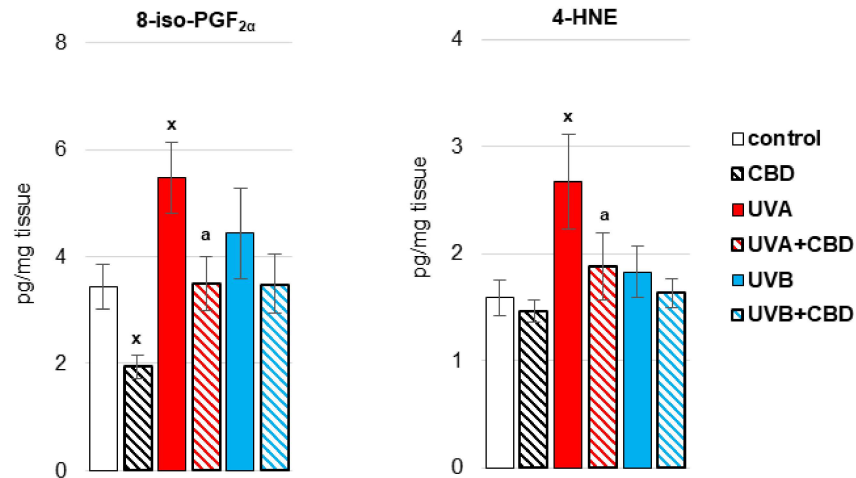 8-iso-PGF2α
8
6
4
2
0
pg/mg tissue
x
x
a
4-HNE
4
3
2
1
0
pg/mg tissue
x
a
control
CBD
UVA
UVA+CBD
UVB
UVB+CBD